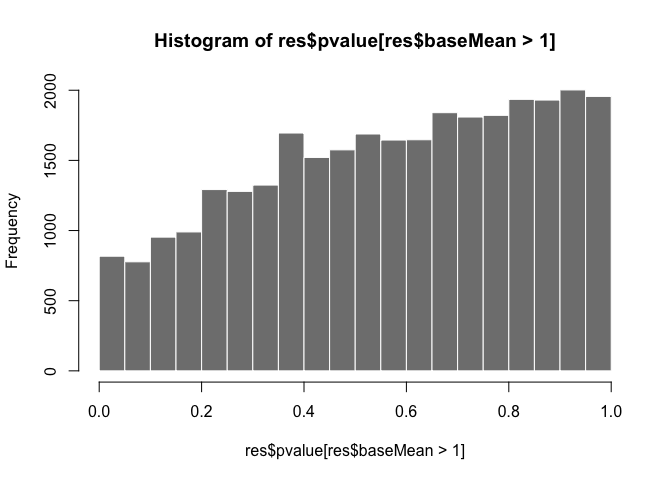 Histogram of res$pvalue[res$baseMean > 1]
Frequency
2000
1500
1000
500
0
0.0 0.2 0.4 0.6 0.8 1.0
res$pvalue[res$baseMean > 1]